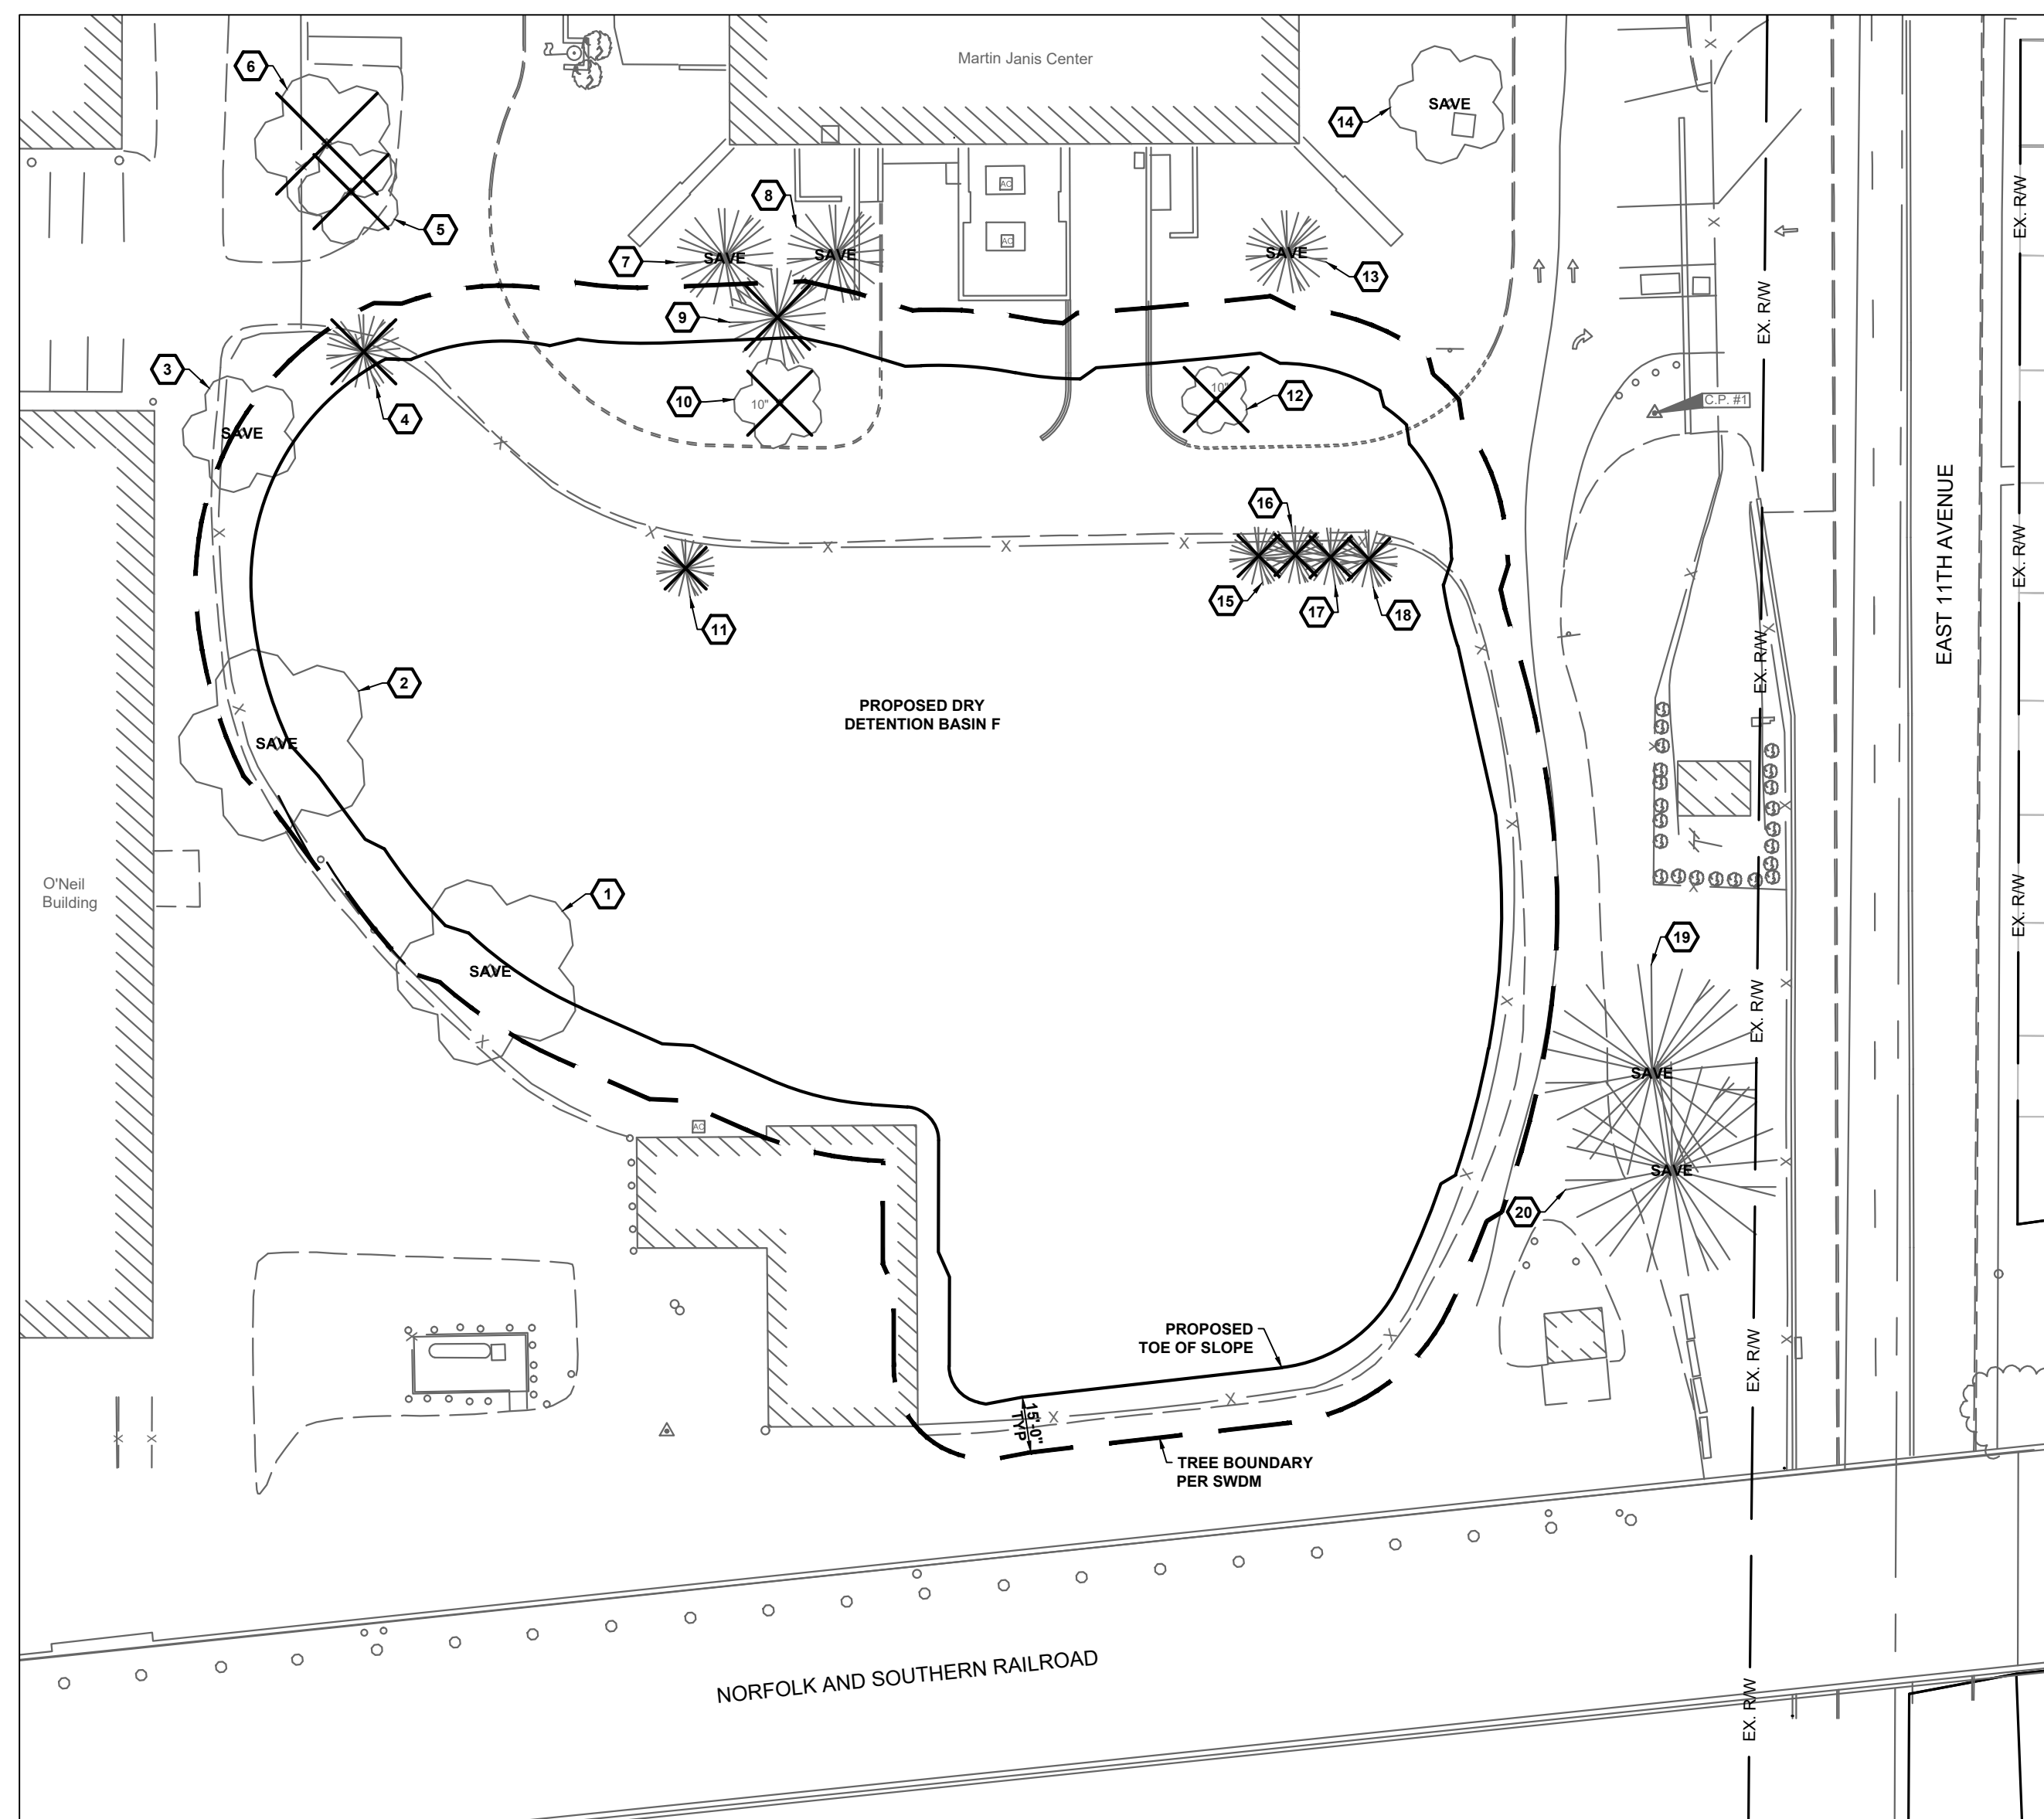 Martin Janis Center
6
14
SAVE
5
8
7
SAVE
SAVE
AC
AC
SAVE
13
9
3
4
SAVE
10
10"
10"
12
C.P. #1
EX. R/W
EX. R/W
EX. R/W
EX. R/W
EX. R/W
EX. R/W
EX. R/W
EX. R/W
EAST 11TH AVENUE
16
15
17
18
11
2
SAVE
PROPOSED DRY
DETENTION BASIN F
O'Neil
Building
1
SAVE
19
SAVE
SAVE
20
AC
PROPOSED
TOE OF SLOPE
15'-0"
TYP
TREE BOUNDARY
PER SWDM
NORFOLK AND SOUTHERN RAILROAD